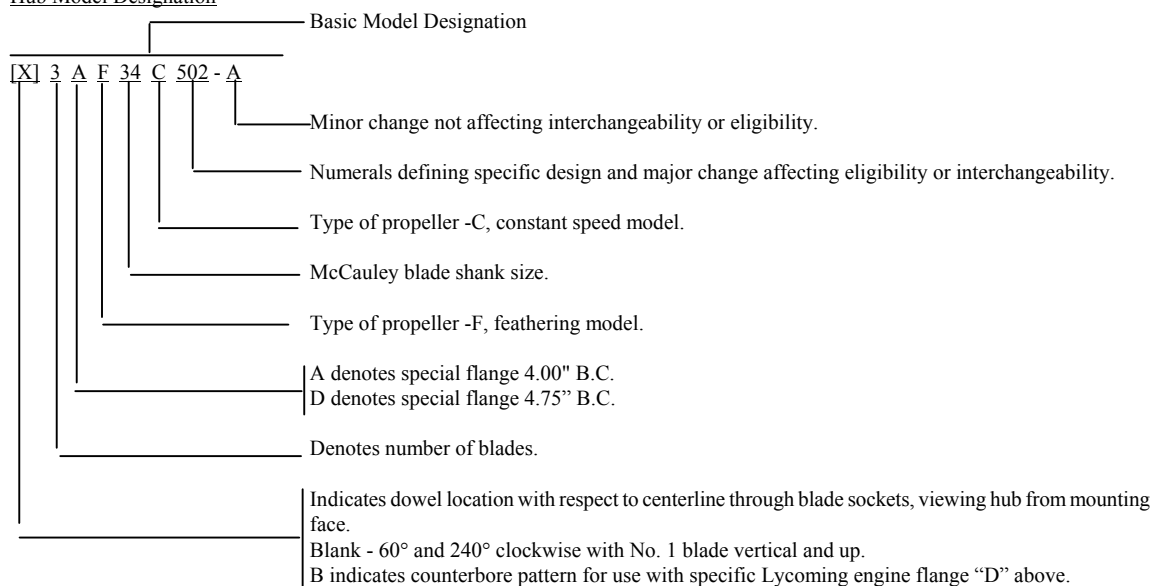 Hub Model Designation
Basic Model Designation
[X] 3 A F 34 C 502 - A
Minor change not affecting interchangeability or eligibility.
Numerals defining specific design and major change affecting eligibility or interchangeability.
Type of propeller -C, constant speed model.
McCauley blade shank size.
Type of propeller -F, feathering model.
A denotes special flange 4.00" B.C.
D denotes special flange 4.75” B.C.
Denotes number of blades.
Indicates dowel location with respect to centerline through blade sockets, viewing hub from mounting
face.
Blank - 60° and 240° clockwise with No. 1 blade vertical and up.
B indicates counterbore pattern for use with specific Lycoming engine flange “D” above.